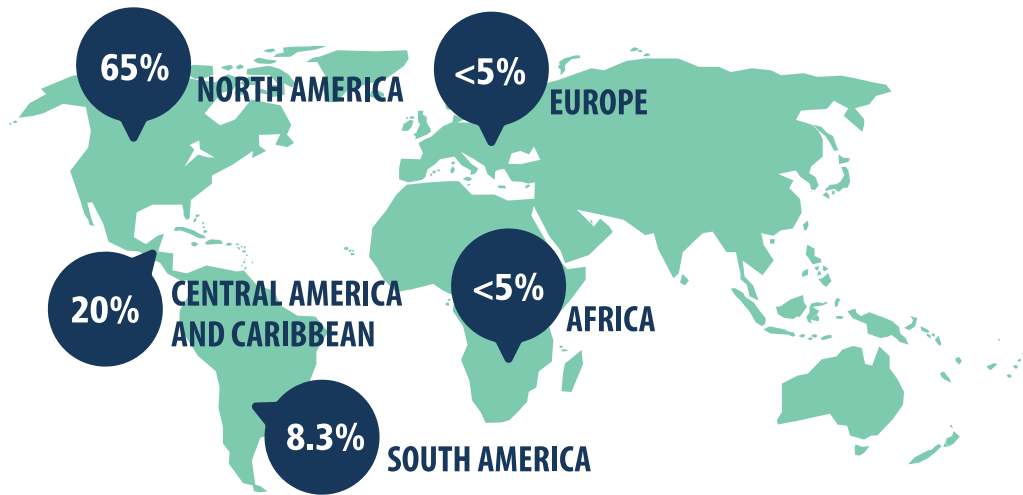 65%
NORTH AMERICA
<5%
EUROPE
20%
CENTRAL AMERICA
AND CARIBBEAN
<5%
AFRICA
8.3%
SOUTH AMERICA